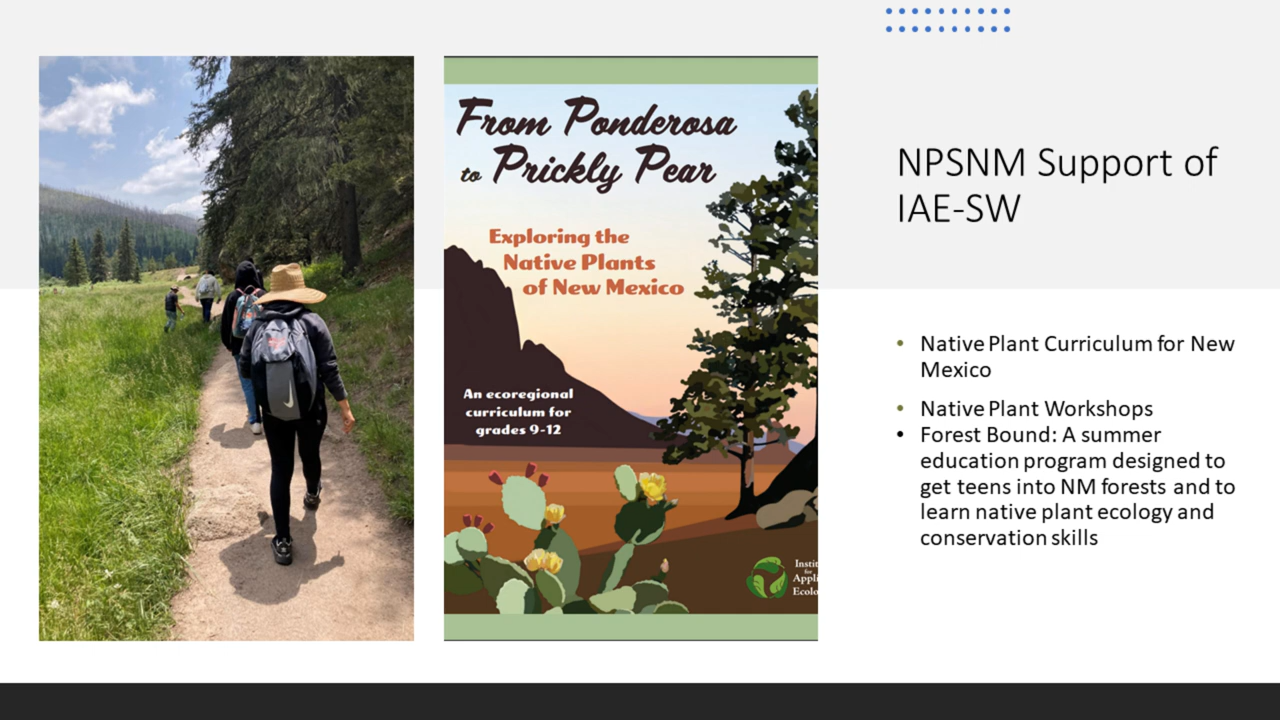 From Ponderosa
to Prickly Pear
Exploring the
Native Plants
of New Mexico
An ecoregional
curriculum for
grades 9-12
for
NPSNM Support of
IAE-SW
• Native Plant Curriculum for New
Mexico
• Native Plant Workshops
• Forest Bound: A summer
education program designed to
get teens into NM forests and to
learn native plant ecology and
conservation skills